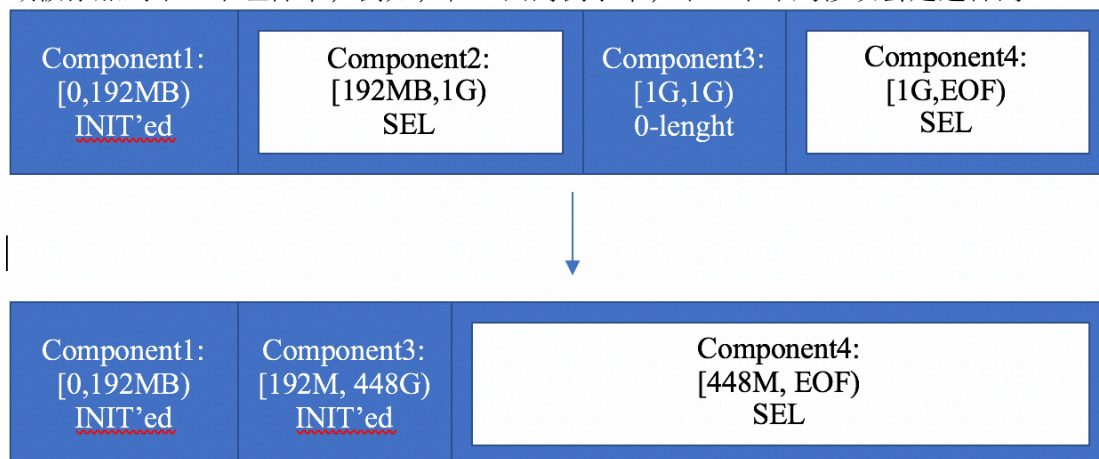 Component1:
[0,192MB)
INIT’ed
Component2:
[192MB,1G)
SEL
Component3:
[1G,1G)
0-lenght
Component4:
[1G,EOF)
SEL
Component1:
[0,192MB)
INIT’ed
Component3:
[192M, 448G)
INIT’ed
Component4:
[448M, EOF)
SEL